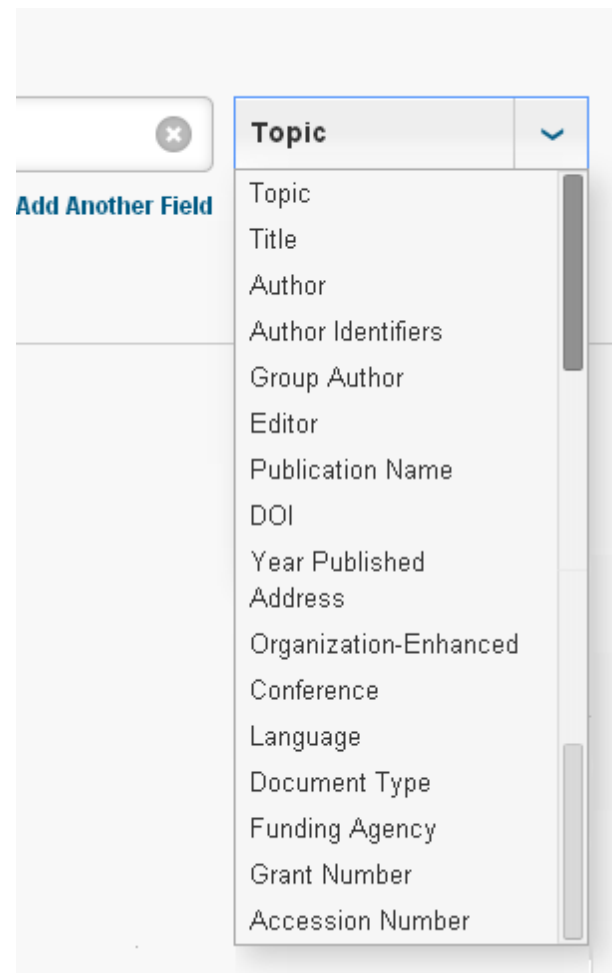 Topic
Add Another Field
Topic
Title
Author
Author Identifiers
Group Author
Editor
Publication Name
DOI
Year Published
Address
Organization-Enhanced
Conference
Language
Document Type
Funding Agency
Grant Number
Accession Number